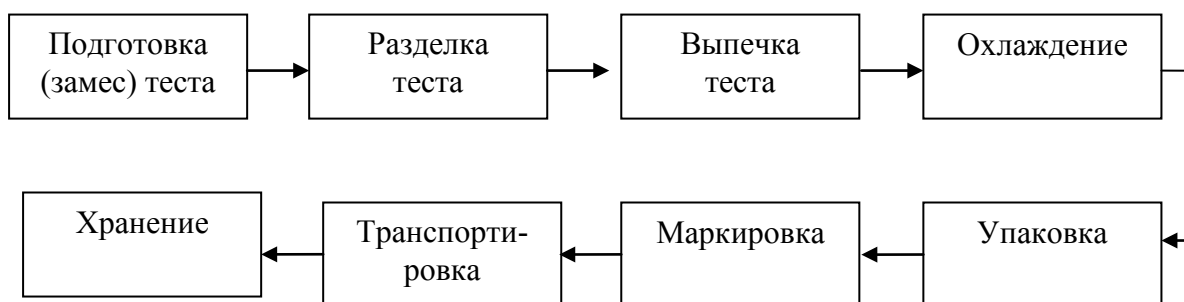 Подготовка
(замес) теста
Разделка
теста
Выпечка
теста
Охлаждение
Хранение
Транспорти-
ровка
Маркировка
Упаковка